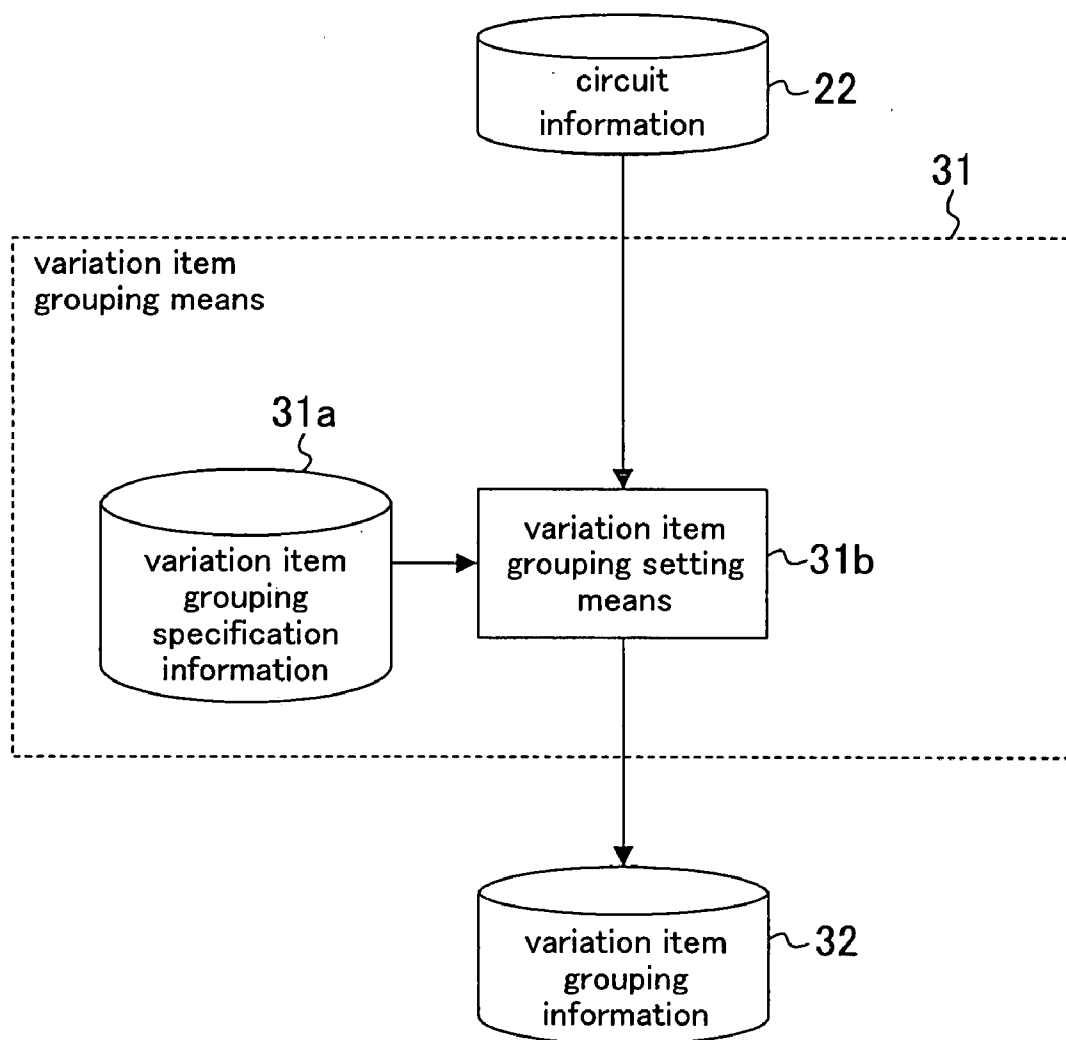 circuit
information
22
31
variation item
grouping means
31a
variation item
grouping
specification
information
variation item
grouping setting
means
31b
variation item
grouping
information
32